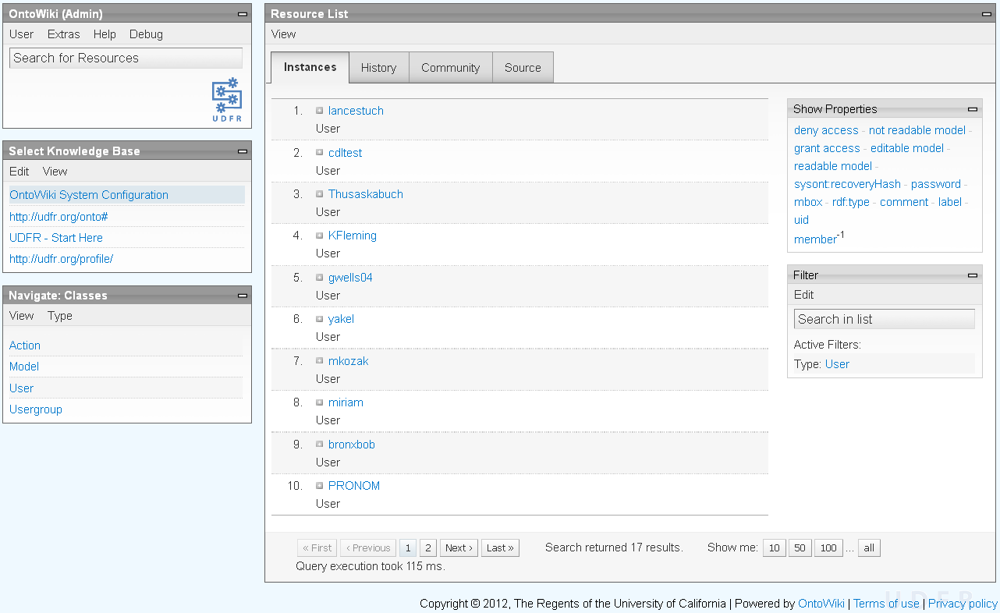 OntoWiki (Admin)
User Extras Help Debug
Search for Resources
UDFR
Select Knowledge Base
Edit View
OntoWiki System Configuration
http://udfr.org/onto#
UDFR - Start Here
http://udfr.org/profile/
Navigate: Classes
View Type
Action
Model
User
Usergroup
Resource List
View
Instances History Community Source
1. lancestuch
User
2. cdltest
User
3. Thusaskabuch
User
4. KFleming
User
5. gwells04
User
6. yakel
User
7. mkozak
User
8. miriam
User
9. bronxbob
User
10. PRONOM
User
Show Properties
deny access - not readable model -
grant access - editable model -
readable model -
sysont:recoveryHash - password -
mbox - rdf:type - comment - label -
uid
member-1
Filter
Edit
Search in list
Active Filters:
Type: User
« First ‹ Previous 1 2 Next › Last » Search returned 17 results. Show me: 10 50 100 ... all
Query execution took 115 ms.
UDFR
Copyright © 2012, The Regents of the University of California | Powered by OntoWiki | Terms of use | Privacy policy